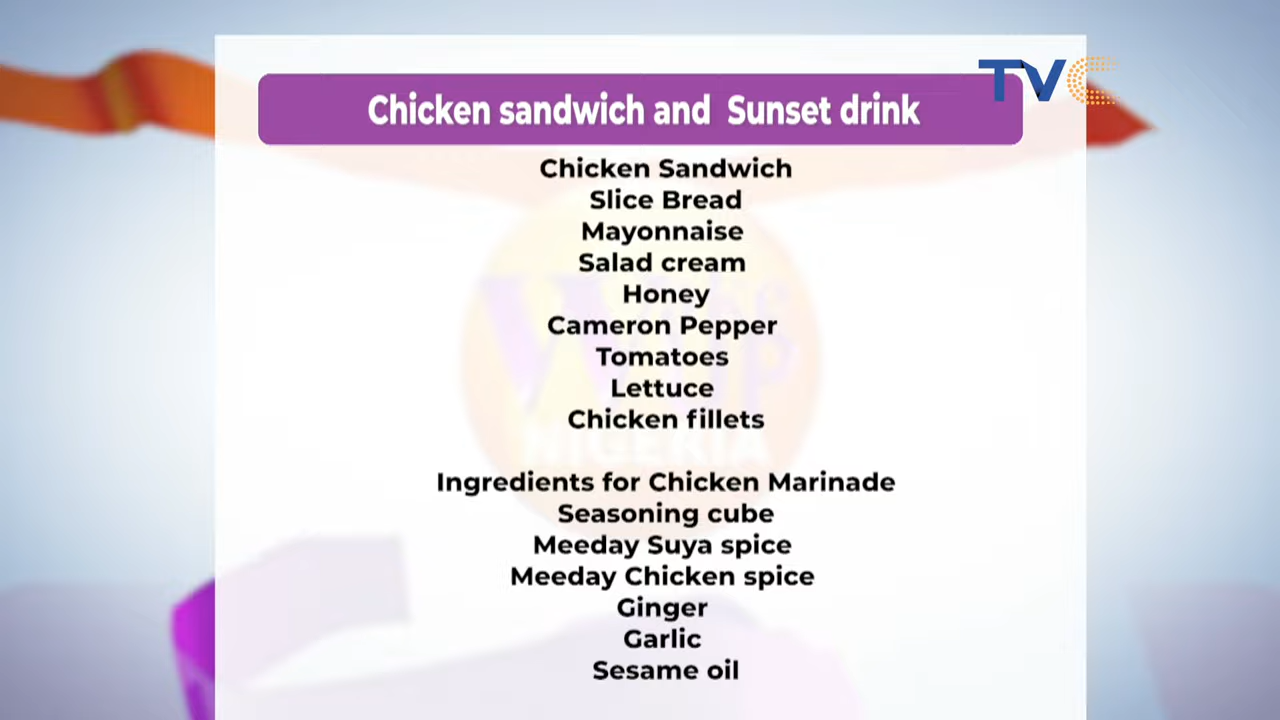 TVC
Chicken sandwich and Sunset drink
Chicken Sandwich
Slice Bread
Mayonnaise
Salad cream
Honey
Cameron Pepper
Tomatoes
Lettuce
Chicken fillets
Ingredients for Chicken Marinade
Seasoning cube
Meeday Suya spice
Meeday Chicken spice
Ginger
Garlic
Sesame oil